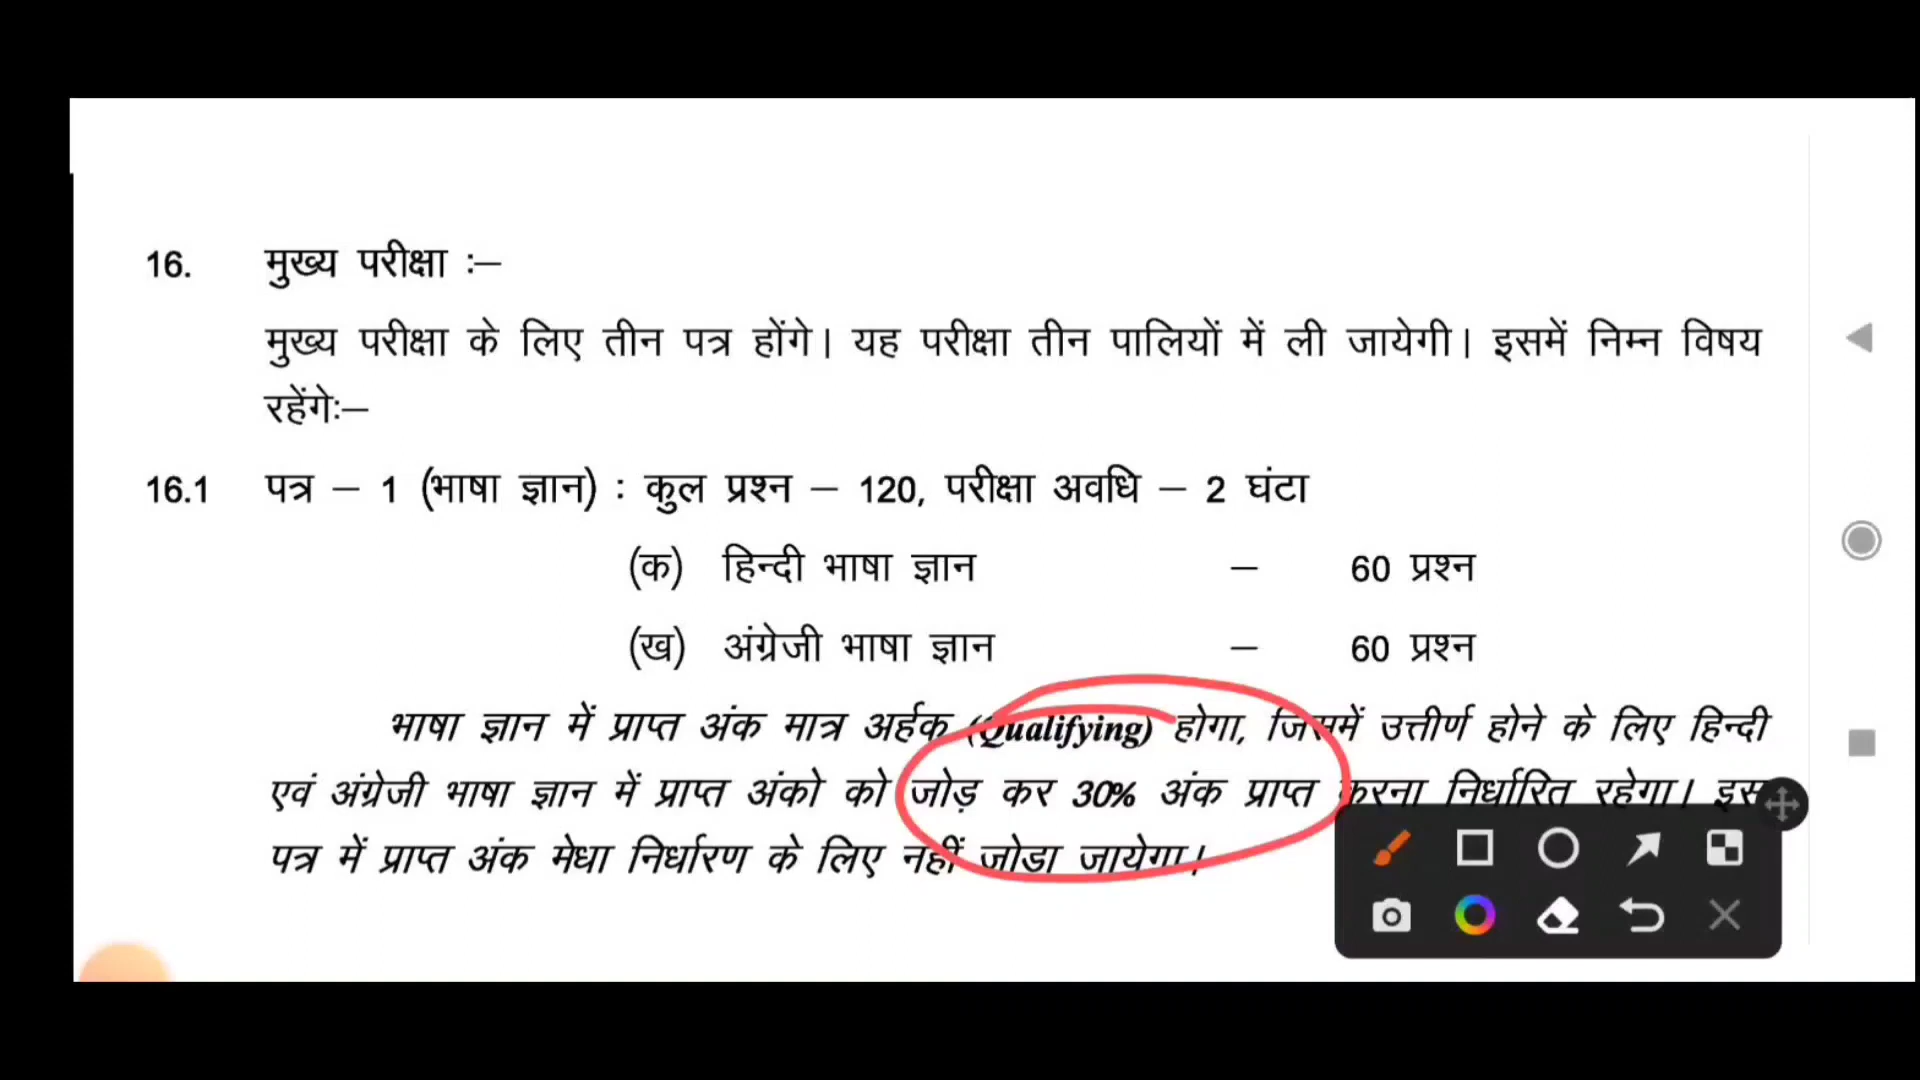 16. मुख्य परीक्षा :–
मुख्य परीक्षा के लिए तीन पत्र होंगे। यह परीक्षा तीन पालियों में ली जायेगी। इसमें निम्न विषय
रहेंगेः–
16.1 पत्र – 1 (भाषा ज्ञान) : कुल प्रश्न – 120, परीक्षा अवधि – 2 घंटा
(क) हिन्दी भाषा ज्ञान – 60 प्रश्न
(ख) अंग्रेजी भाषा ज्ञान – 60 प्रश्न
भाषा ज्ञान में प्राप्त अंक मात्र अर्हक (Qualifying) होगा, जिसमें उत्तीर्ण होने के लिए हिन्दी
एवं अंग्रेजी भाषा ज्ञान में प्राप्त अंको को जोड़ कर 30% अंक प्राप्त करना निर्धारित रहेगा। इस
पत्र में प्राप्त अंक मेधा निर्धारण के लिए नहीं जोडा जायेगा।